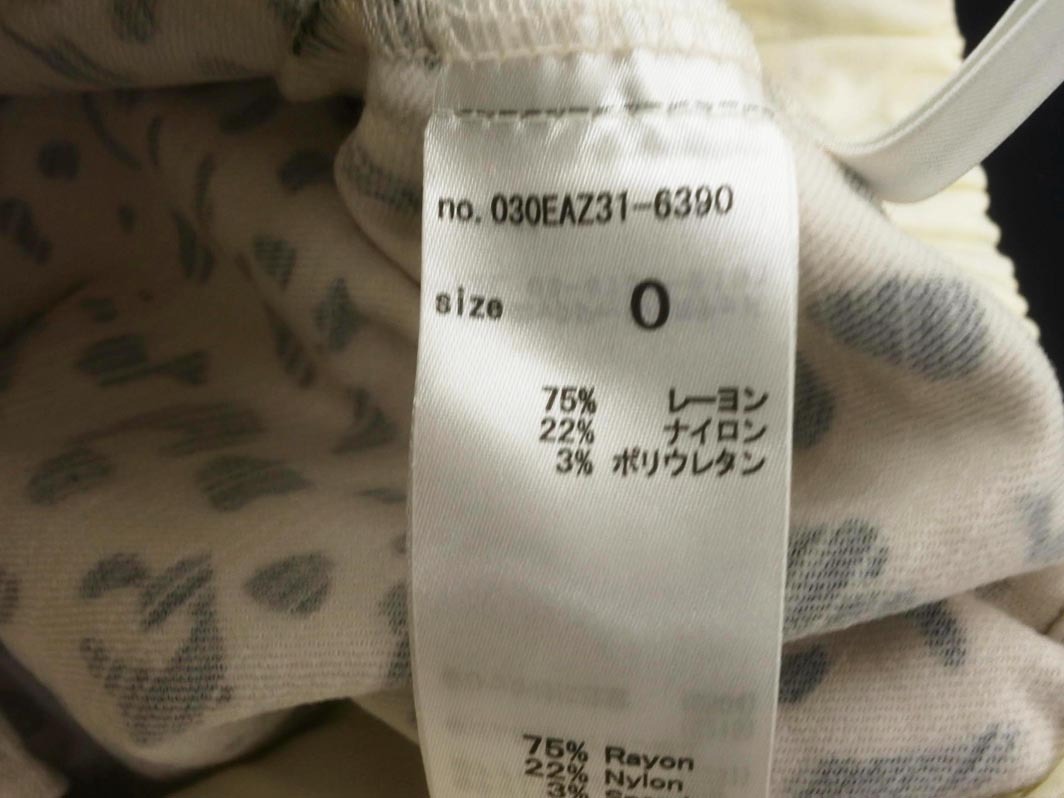 no. 030EAZ31-6390
size 0
75% レーヨン
22% ナイロン
3% ポリウレタン
75% Rayon
22% Nylon
3%